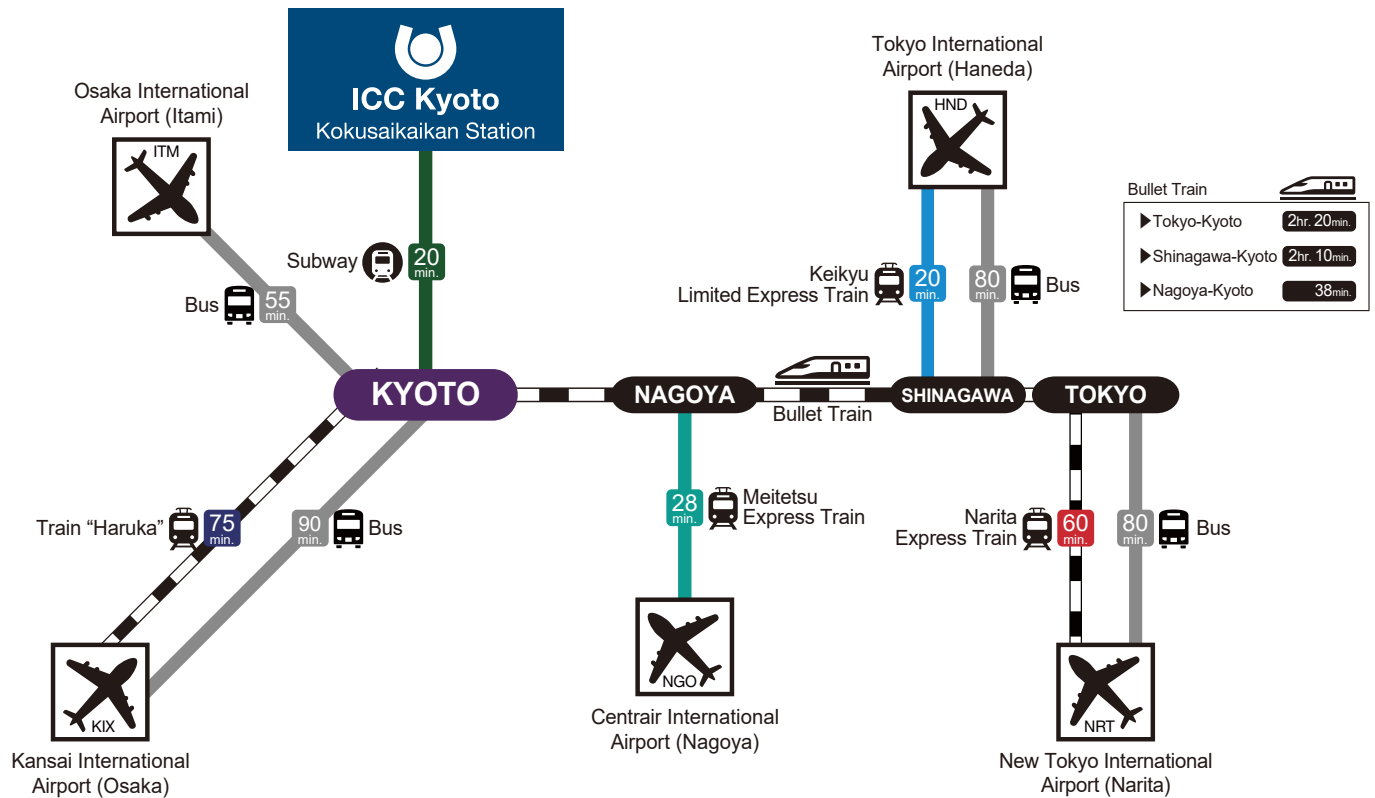 ICC Kyoto
Kokusaikaikan Station
Tokyo International
Airport (Haneda)
HND
Osaka International
Airport (Itami)
ITM
Bullet Train
Tokyo-Kyoto 2hr. 20min.
Shinagawa-Kyoto 2hr. 10min.
Nagoya-Kyoto 38min.
Subway
20
min.
Bus
55
min.
Keikyu
Limited Express Train
20
min.
80
min.
Bus
KYOTO
NAGOYA
Bullet Train
SHINAGAWA
TOKYO
Train “Haruka”
75
min.
90
min.
Bus
28
min.
Meitetsu
Express Train
Narita
Express Train
60
min.
80
min.
Bus
KIX
Kansai International
Airport (Osaka)
NGO
Centrair International
Airport (Nagoya)
NRT
New Tokyo International
Airport (Narita)